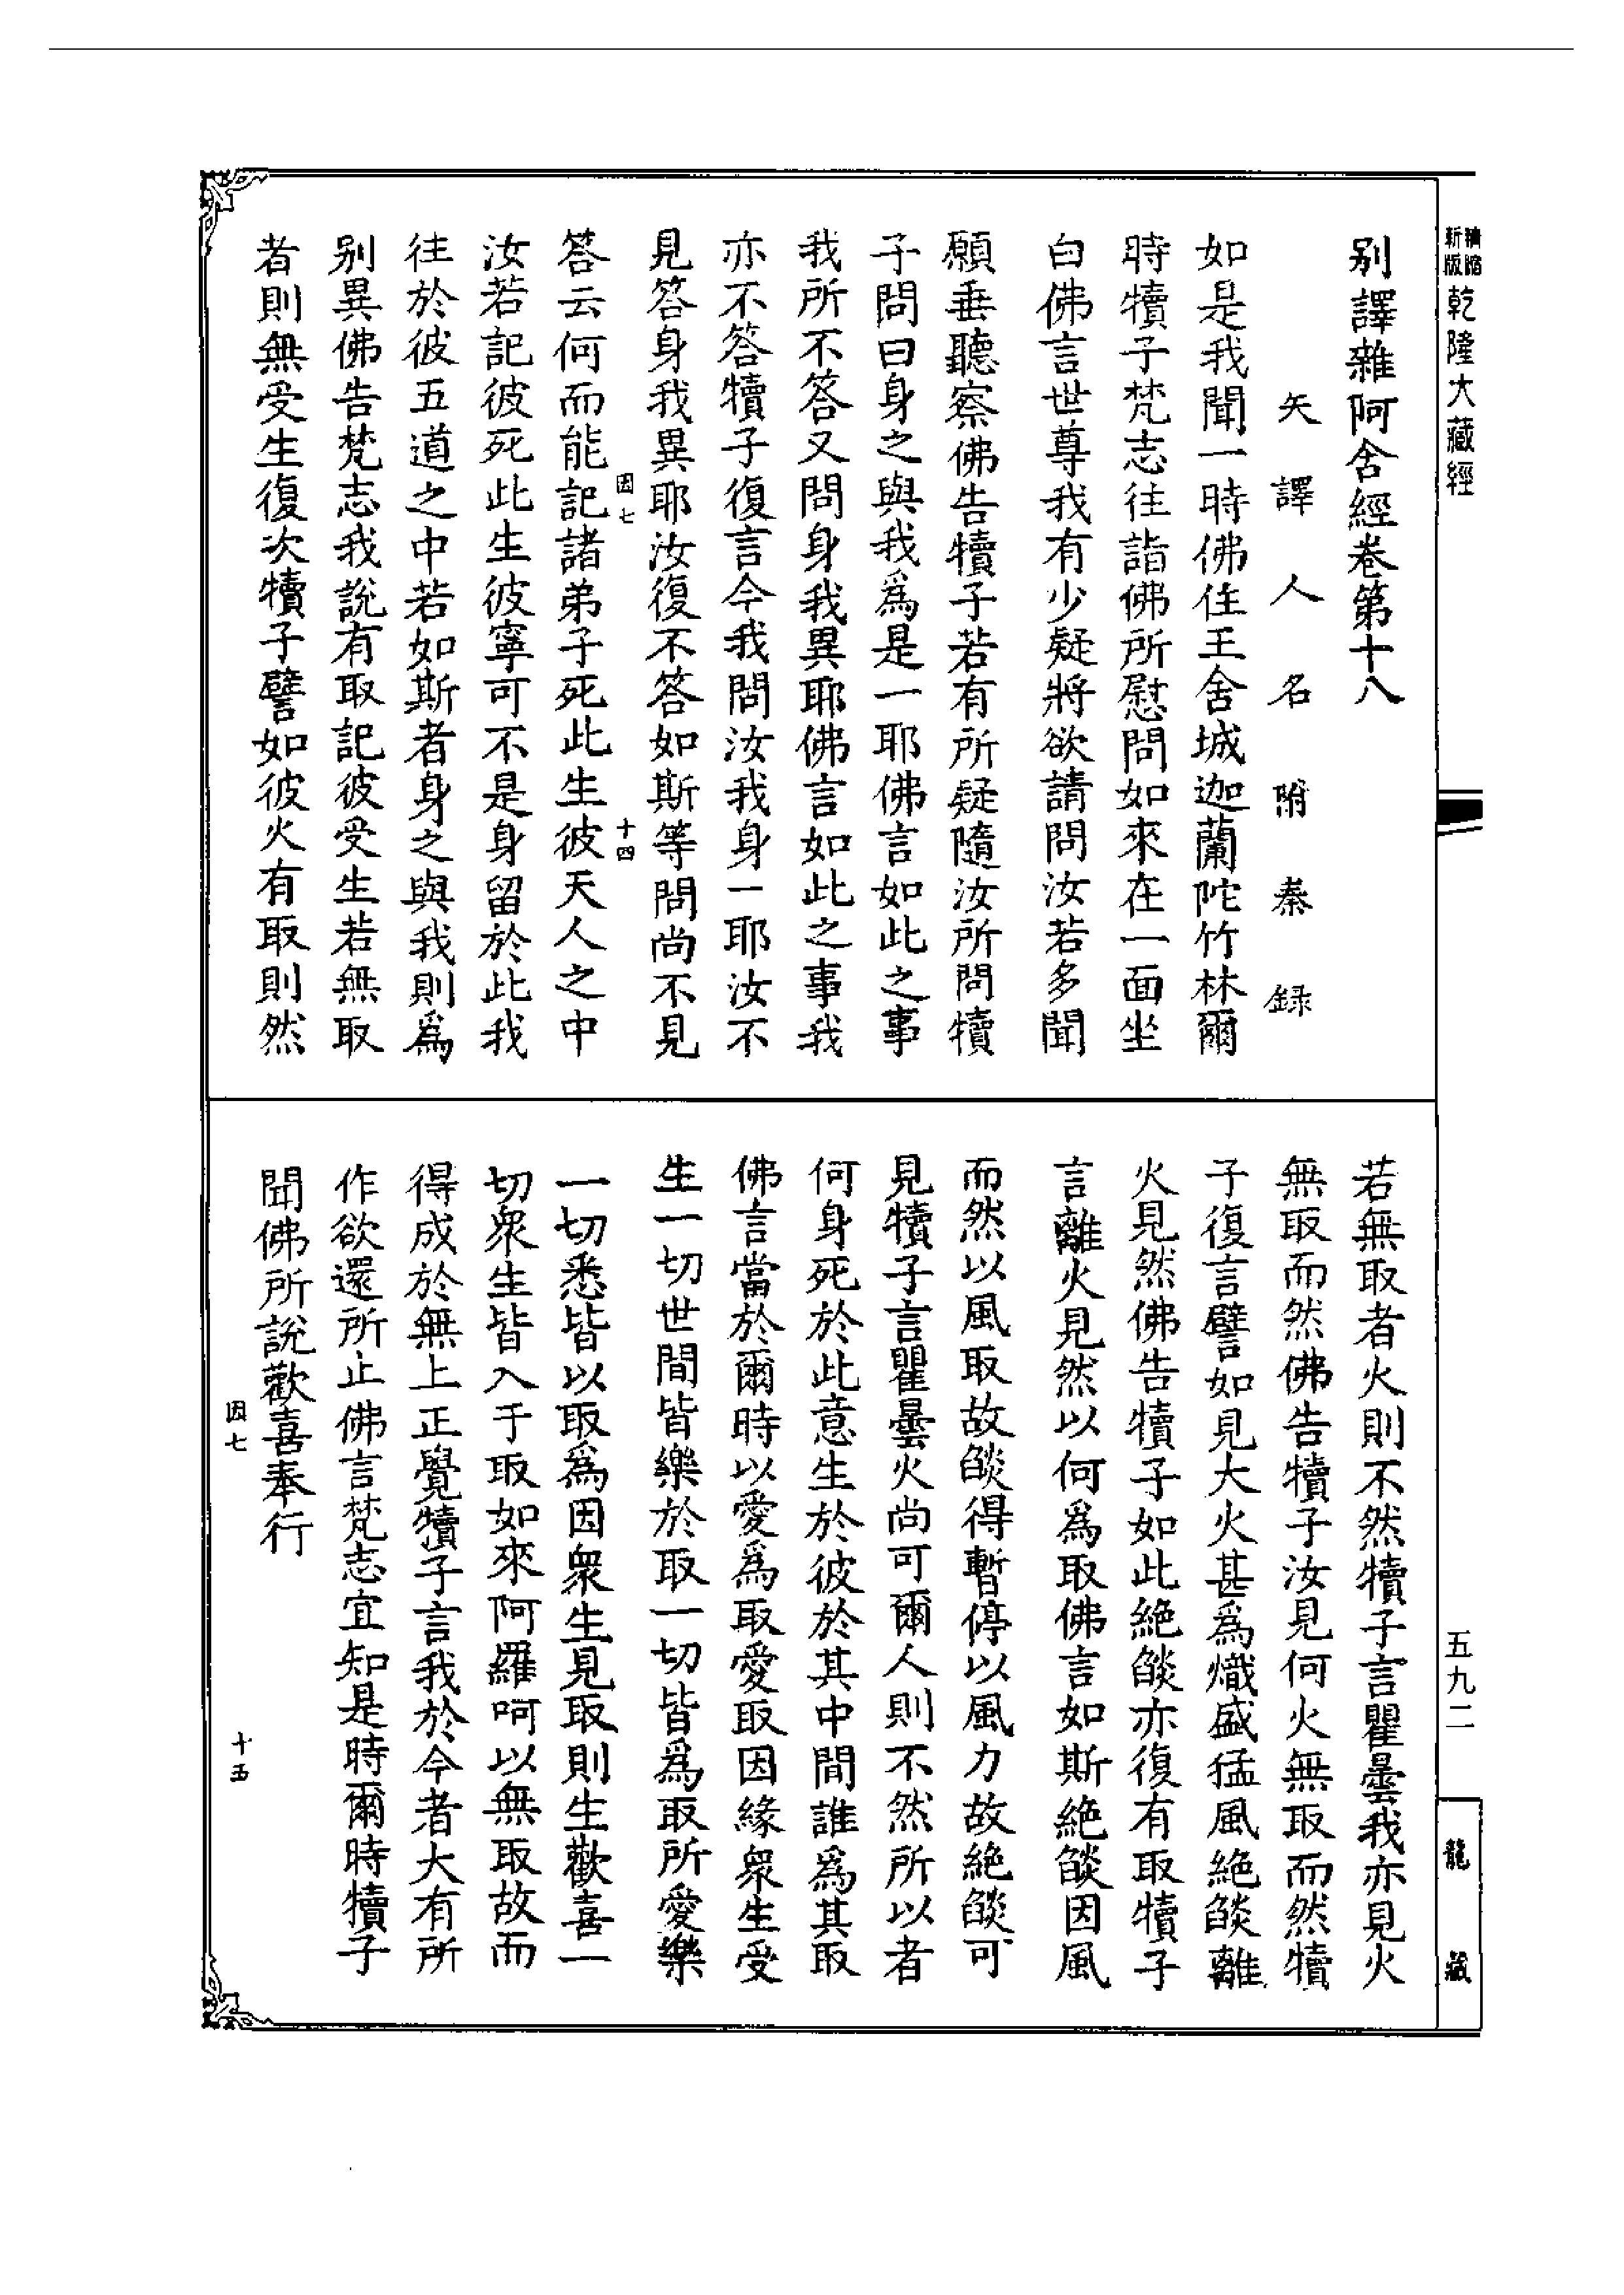 精縮新版乾隆大藏經
別譯雜阿含經卷第十八
失譯人名附秦錄
如是我聞一時佛住王舍城迦蘭陀竹林爾
時犢子梵志往詣佛所慰問如來在一面坐
白佛言世尊我有少疑將欲請問汝若多聞
願垂聽察佛告犢子若有所疑隨汝所問犢
子問曰身之與我為是一耶佛言如此之事
我所不答又問身我異耶佛言如此之事我
亦不答犢子復言今我問汝我身一耶汝不
見答身我異耶汝復不答如斯等問尚不見
因七 十四
答云何而能記諸弟子死此生彼天人之中
汝若記彼死此生彼寧可不是身留於此我
往於彼五道之中若如斯者身之與我則為
別異佛告梵志我說有取記彼受生若無取
者則無受生復次犢子譬如彼火有取則然
若無取者火則不然犢子言瞿曇我亦見火
無取而然佛告犢子汝見何火無取而然犢
子復言譬如見大火甚為熾盛猛風絕燄離
火見然佛告犢子如此絕燄亦復有取犢子
言離火見然以何為取佛言如斯絕燄因風
而然以風取故燄得暫停以風力故絕燄可
見犢子言瞿曇火尚可爾人則不然所以者
何身死於此意生於彼於其中間誰為其取
佛言當於爾時以愛為取愛取因緣眾生受
生一切世間皆樂於取一切皆為取所愛樂
一切悉皆以取為因眾生見取則生歡喜一
切眾生皆入于取如來阿羅呵以無取故而
得成於無上正覺犢子言我於今者大有所
作欲還所止佛言梵志宜知是時爾時犢子
聞佛所說歡喜奉行
因七 十五
五九二
龍藏